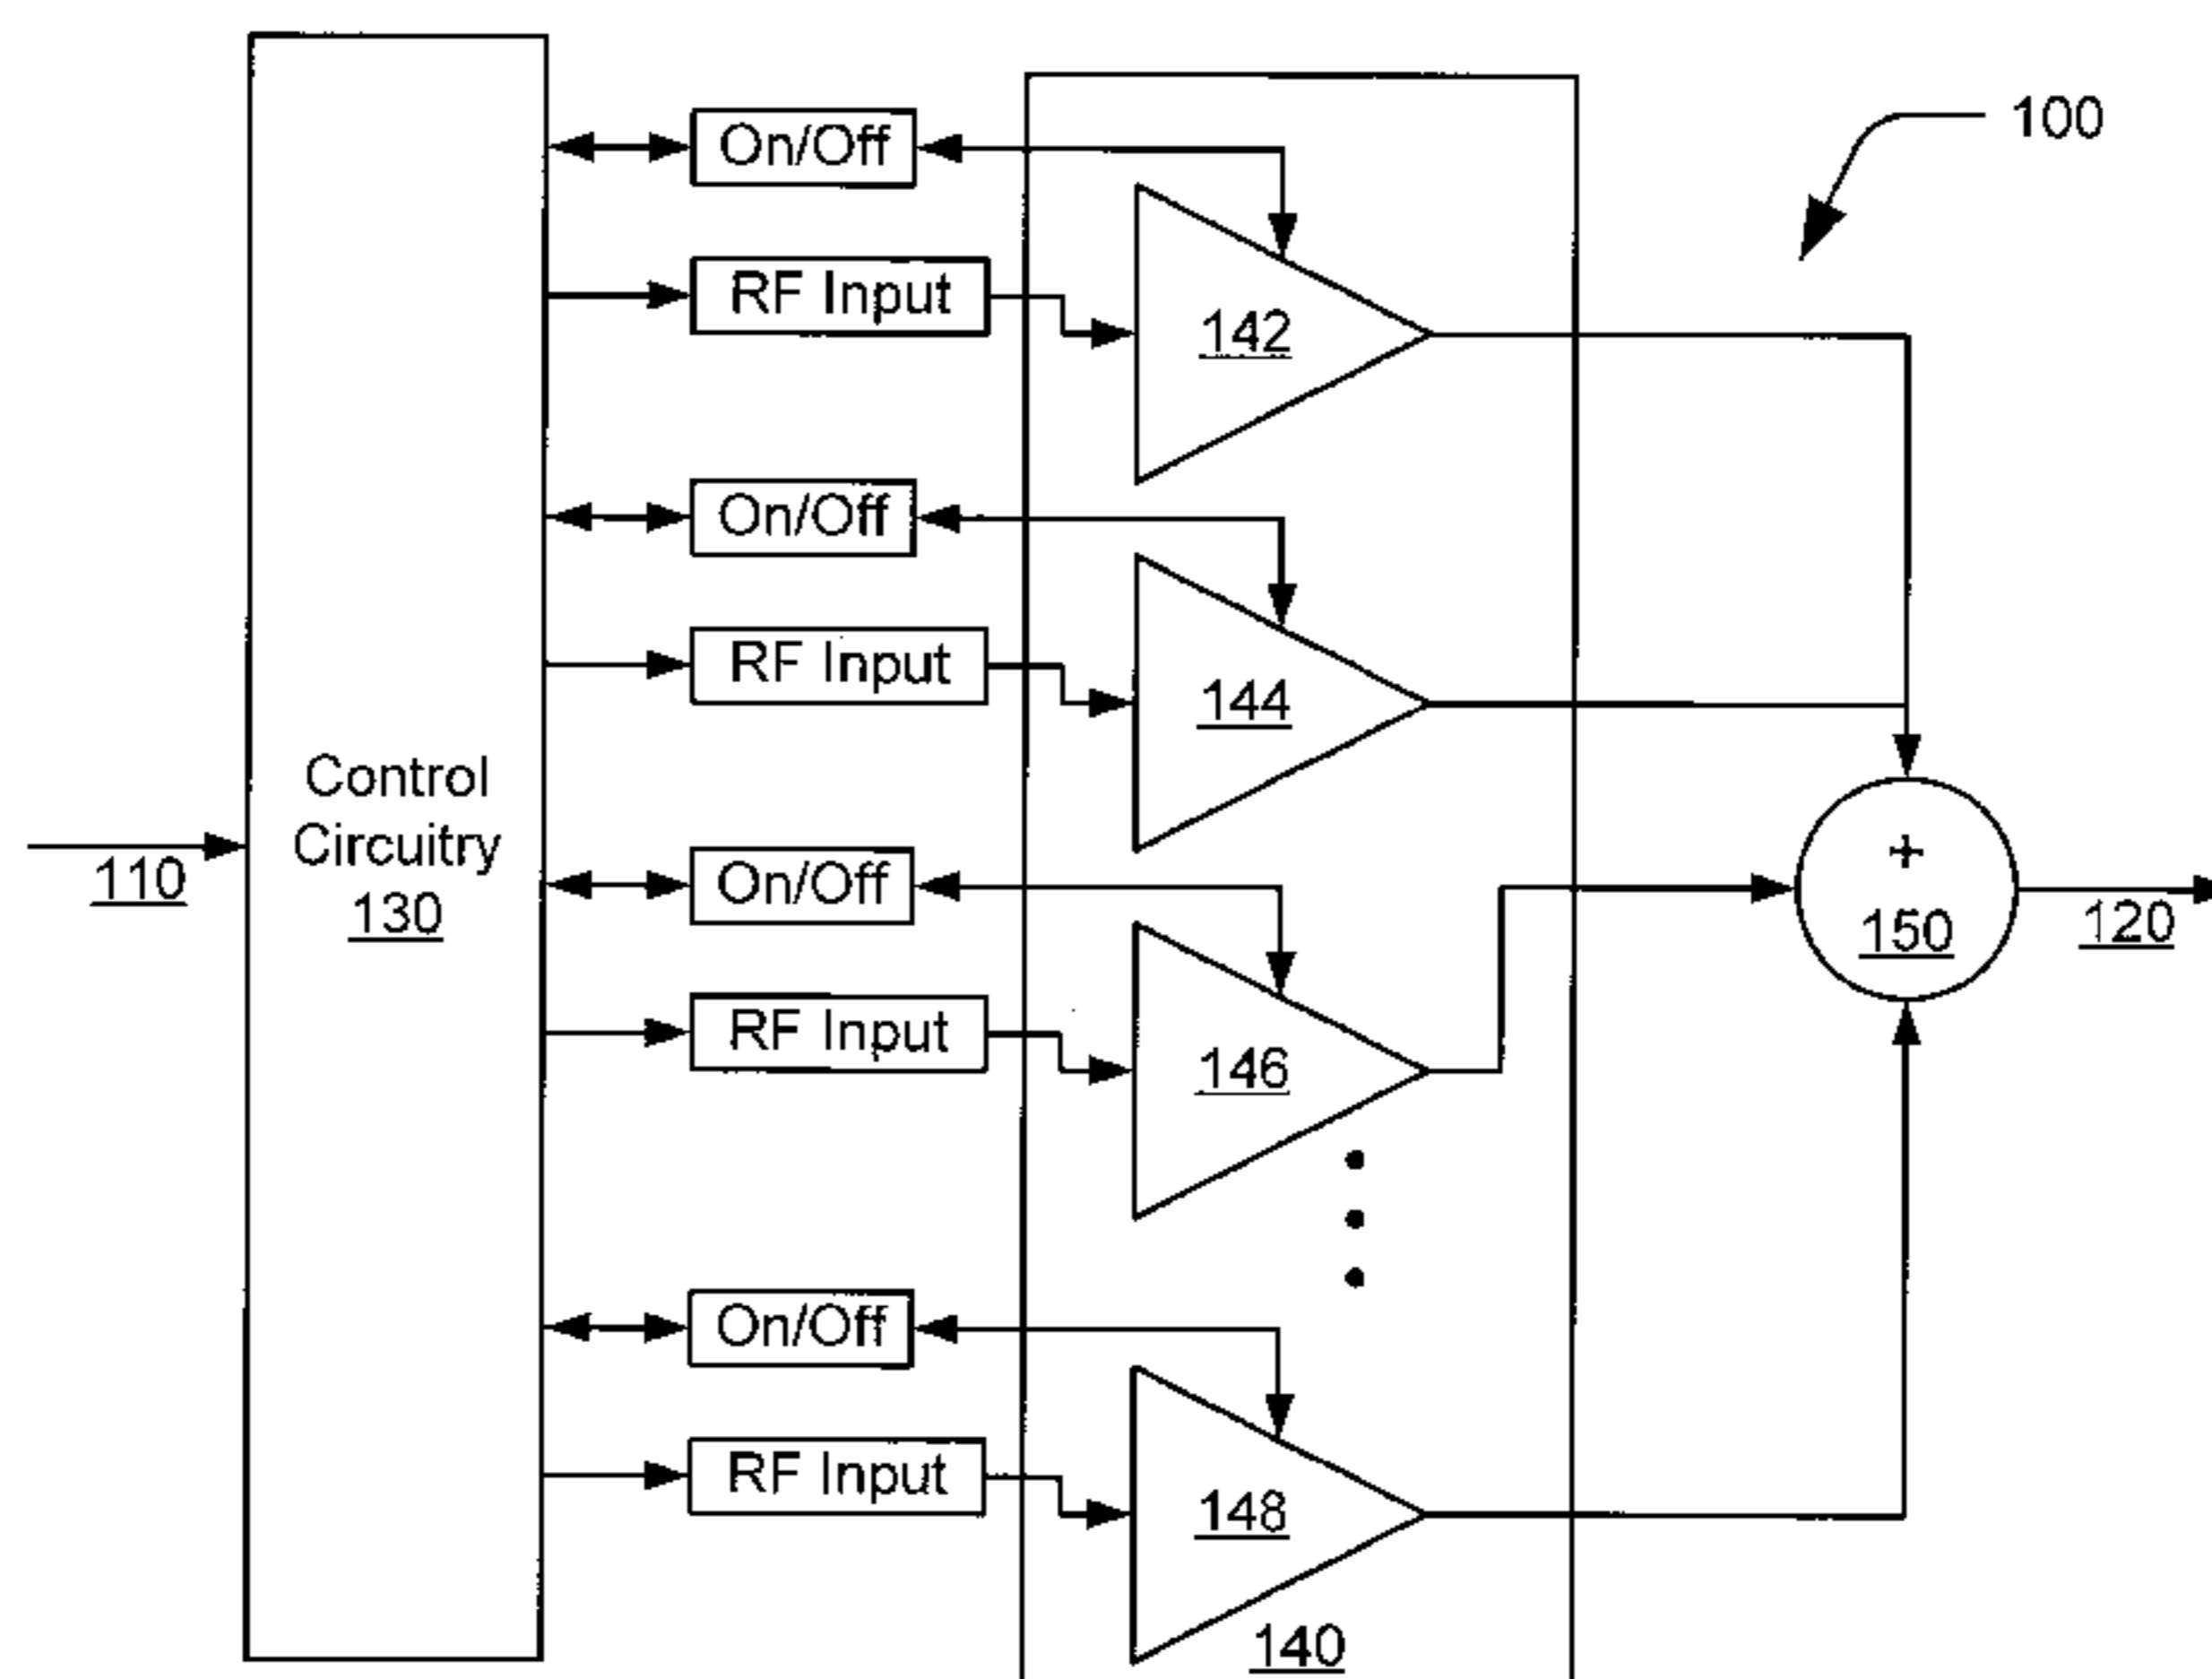 100
On/Off
RF Input
142
On/Off
RF Input
144
Control
Circuitry
130
110
On/Off
RF Input
146
+
150
120
On/Off
RF Input
148
140